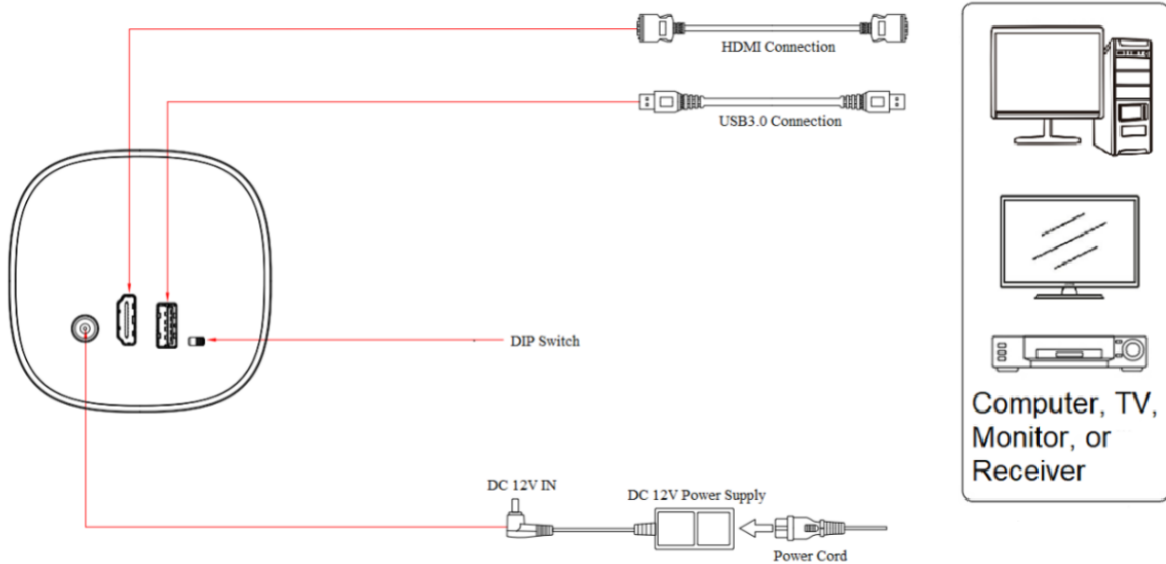 HDMI Connection
USB3.0 Connection
DIP Switch
DC 12V IN
DC 12V Power Supply
Power Cord
Computer, TV,
Monitor, or
Receiver